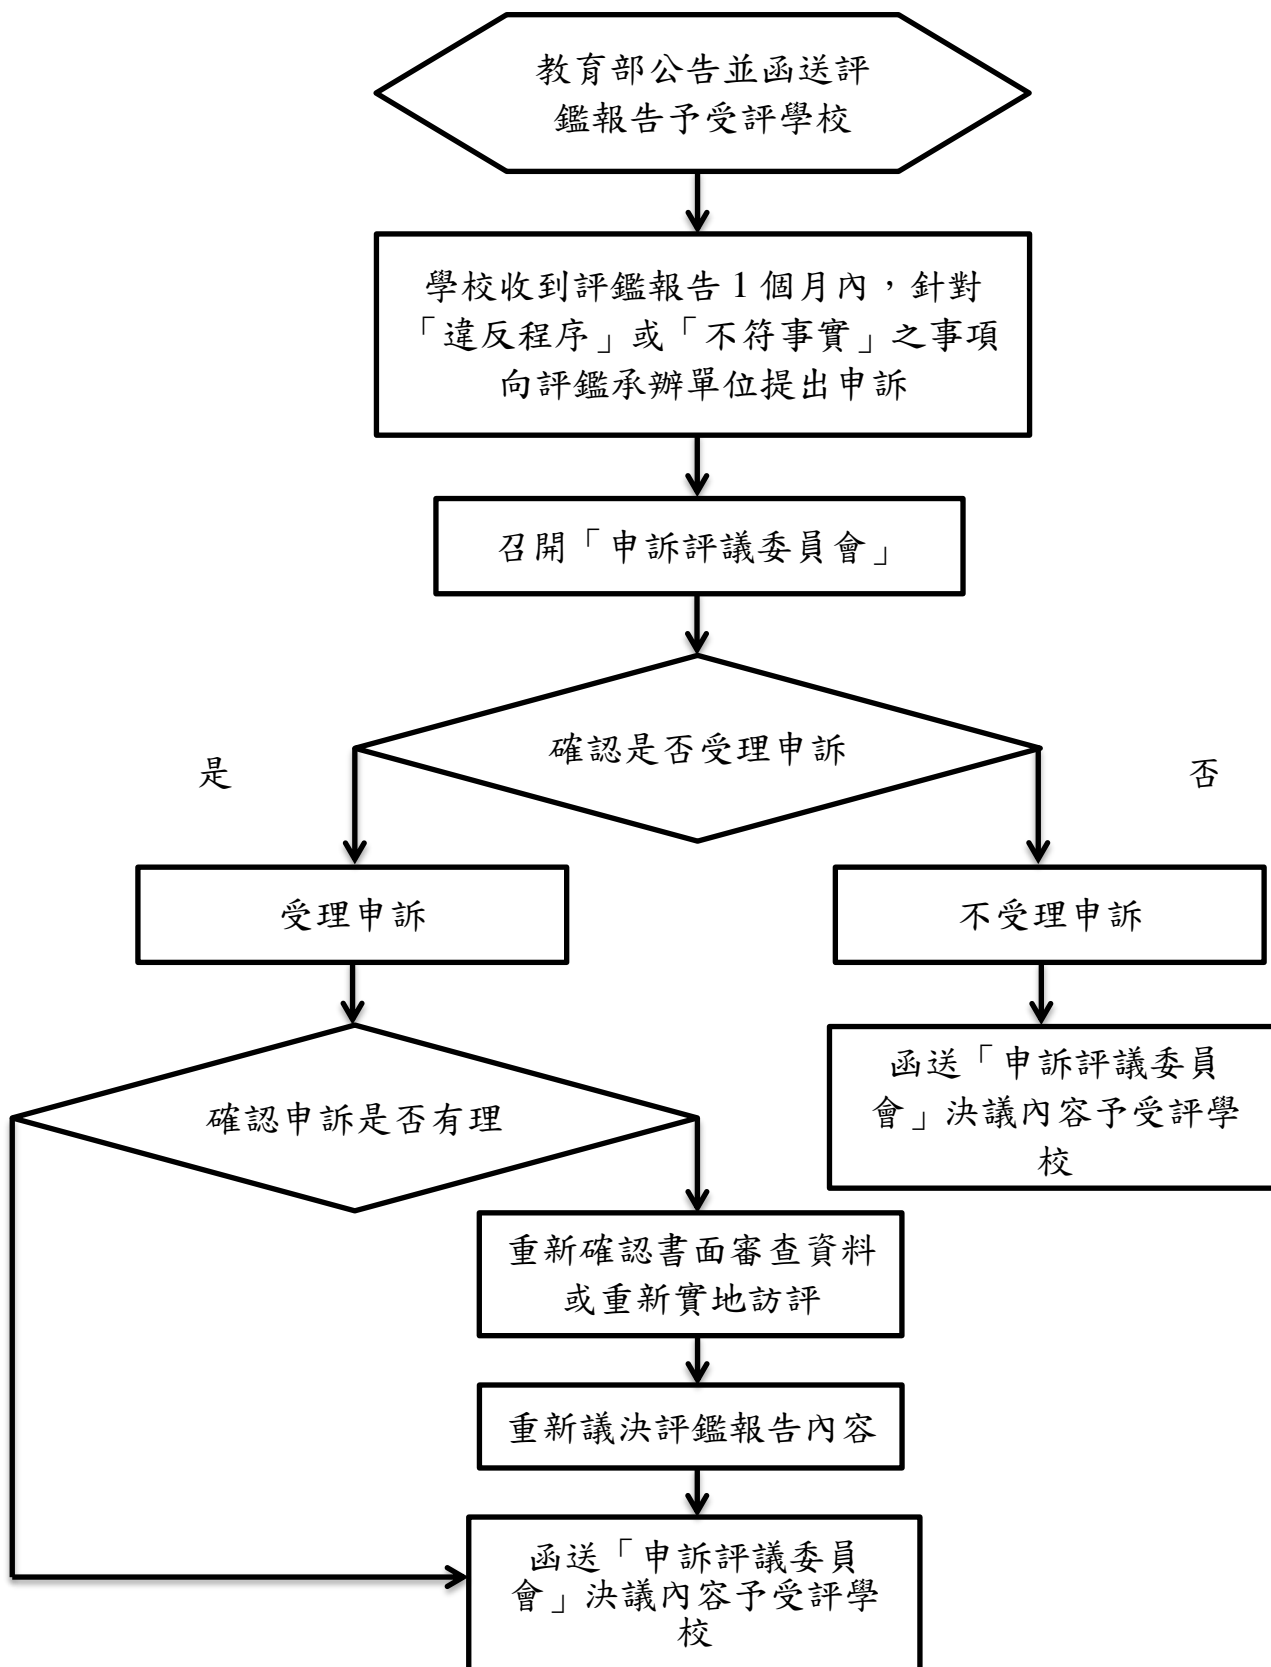 教育部公告並函送評
鑑報告予受評學校
學校收到評鑑報告 1 個月內，針對
「違反程序」或「不符事實」之事項
向評鑑承辦單位提出申訴
召開「申訴評議委員會」
確認是否受理申訴
是
否
受理申訴
不受理申訴
函送「申訴評議委員
會」決議內容予受評學
校
確認申訴是否有理
重新確認書面審查資料
或重新實地訪評
重新議決評鑑報告內容
函送「申訴評議委員
會」決議內容予受評學
校